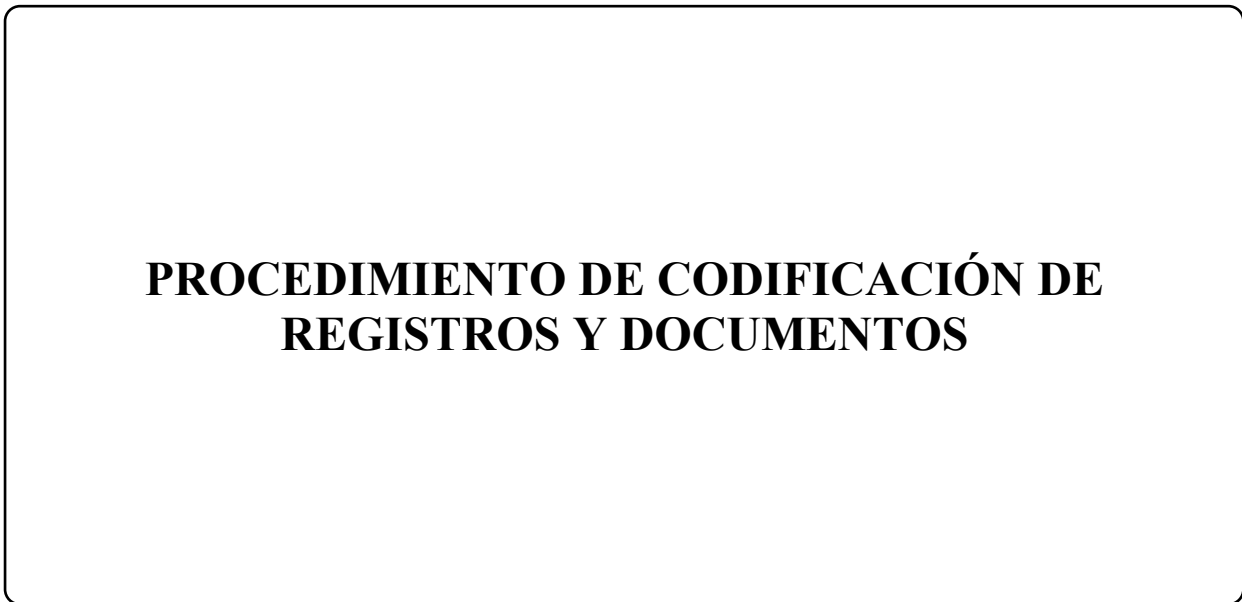 PROCEDIMIENTO DE CODIFICACIÓN DE
REGISTROS Y DOCUMENTOS